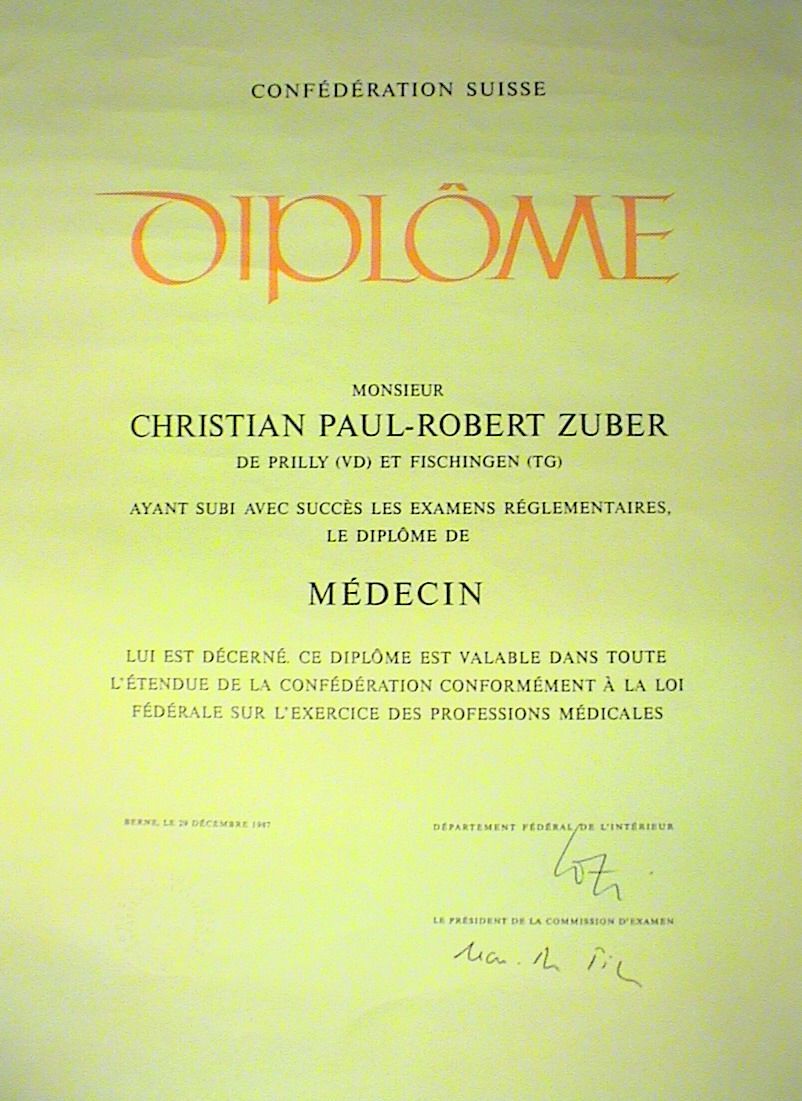 CONFÉDÉRATION SUISSE
DIPLÔME
MONSIEUR
CHRISTIAN PAUL-ROBERT ZUBER
DE PRILLY (VD) ET FISCHINGEN (TG)
AYANT SUBI AVEC SUCCÈS LES EXAMENS RÉGLEMENTAIRES,
LE DIPLÔME DE
MÉDECIN
LUI EST DÉCERNÉ. CE DIPLÔME EST VALABLE DANS TOUTE
L'ÉTENDUE DE LA CONFÉDÉRATION CONFORMÉMENT À LA LOI
FÉDÉRALE SUR L'EXERCICE DES PROFESSIONS MÉDICALES
BERNE, LE 29 DÉCEMBRE 1987
DÉPARTEMENT FÉDÉRAL DE L'INTÉRIEUR
LE PRÉSIDENT DE LA COMMISSION D'EXAMEN